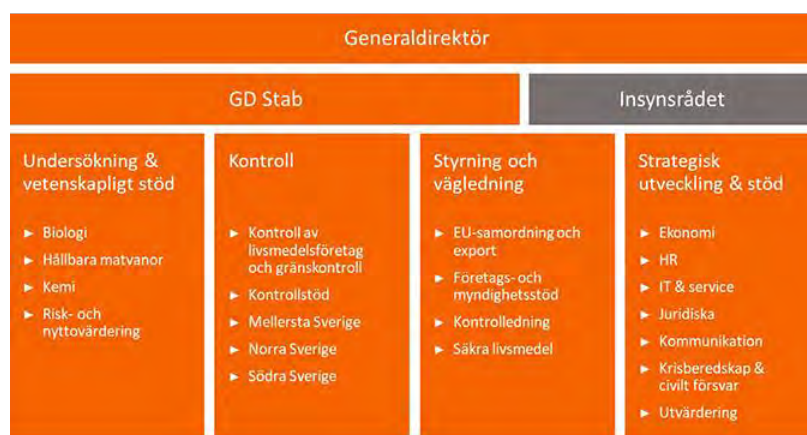 Generaldirektör
GD Stab
Insynsrådet
Undersökning &
vetenskapligt stöd
► Biologi
► Hållbara matvanor
► Kemi
► Risk- och
nyttovärdering
Kontroll
► Kontroll av
livsmedelsföretag
och gränskontroll
► Kontrollstöd
► Mellersta Sverige
► Norra Sverige
► Södra Sverige
Styrning och
vägledning
► EU-samordning och
export
► Företags- och
myndighetsstöd
► Kontrolledning
► Säkra livsmedel
Strategisk
utveckling & stöd
► Ekonomi
► HR
► IT & service
► Juridiska
► Kommunikation
► Krisberedskap &
civilt försvar
► Utvärdering